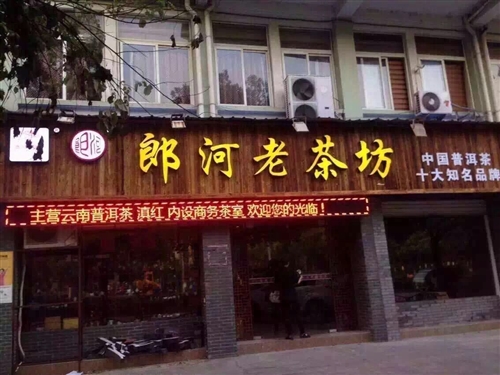 郎河老茶坊
中国普洱茶
十大知名品牌
主营云南普洱茶 滇红 内设商务茶室 欢迎您的光临!